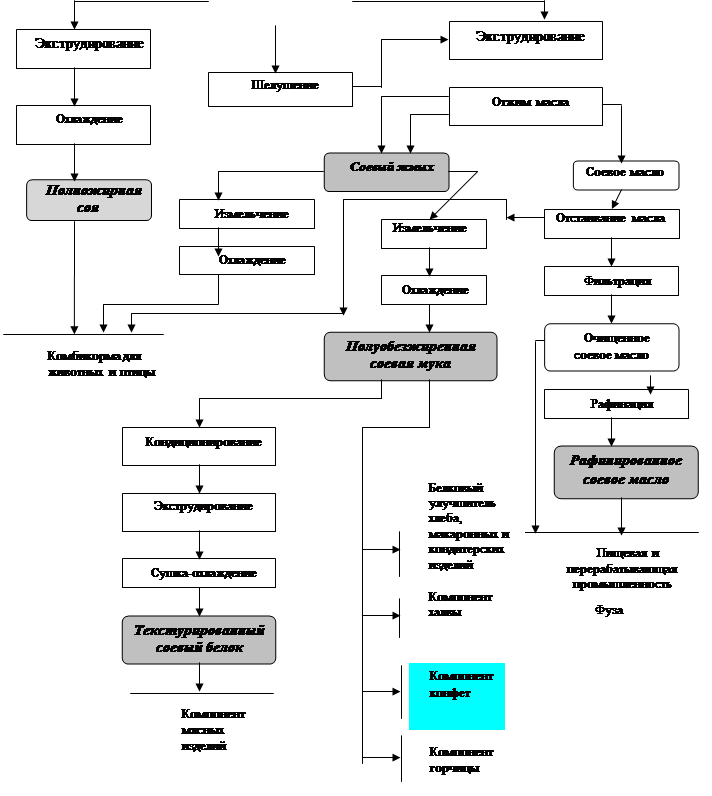 Экструдирование
Экструдирование
Шелушение
Отжим масла
Охлаждение
Соевый жмых
Соевое масло
Полножирная
соя
Измельчение
Измельчение
Отстаивание масла
Охлаждение
Охлаждение
Фильтрация
Комбикорма для
животных и птицы
Полуобезжиренная
соевая мука
Очищенное
соевое масло
Рафинация
Кондиционирование
Рафинированное
соевое масло
Экструдирование
Белковый
улучшитель
хлеба,
макаронных и
кондитерских
изделий
Пищевая и
перерабатывающая
промышленность
Сушка-охлаждение
Компонент
халвы
Фуза
Текстурированный
соевый белок
Компонент
конфет
Компонент
мясных
изделий
Компонент
горчицы